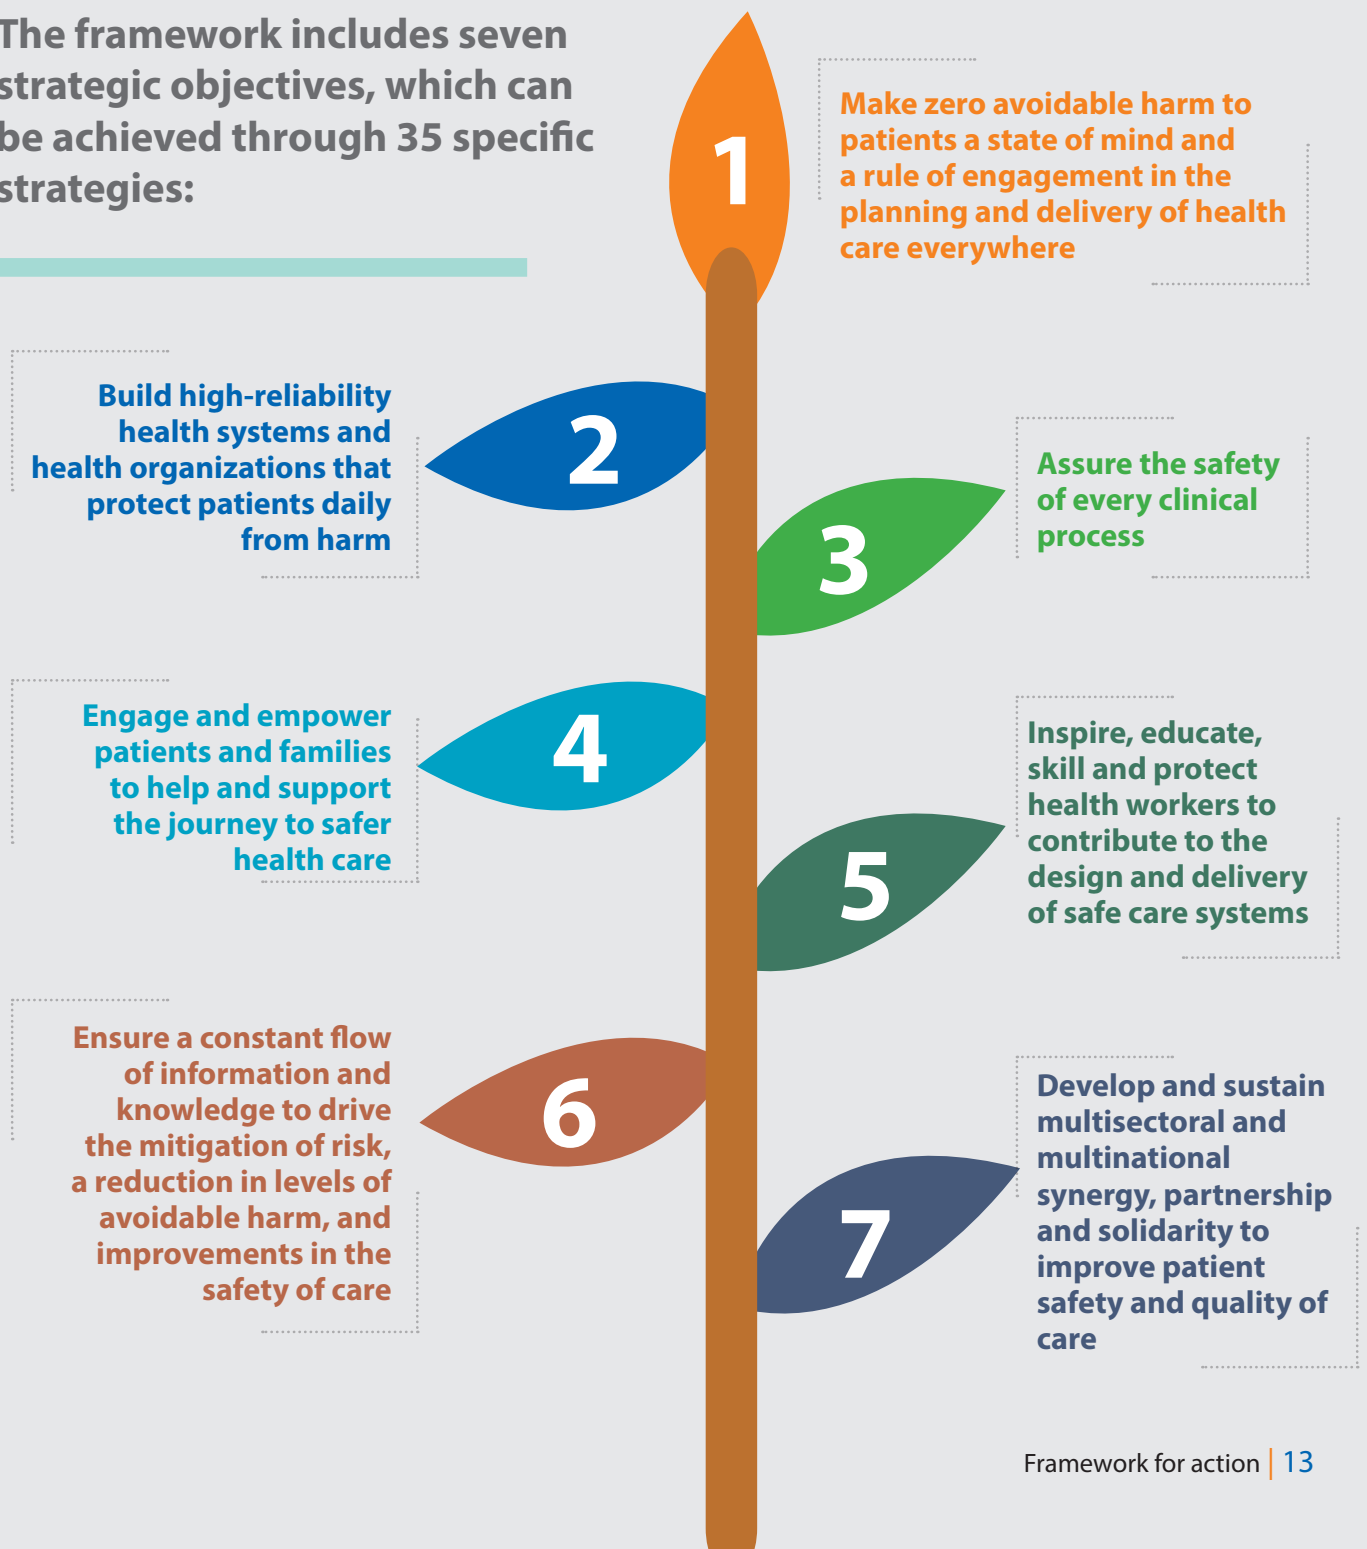 The framework includes seven
strategic objectives, which can
be achieved through 35 specific
strategies:
1
Make zero avoidable harm to
patients a state of mind and
a rule of engagement in the
planning and delivery of health
care everywhere
2
Build high-reliability
health systems and
health organizations that
protect patients daily
from harm
3
Assure the safety
of every clinical
process
4
Engage and empower
patients and families
to help and support
the journey to safer
health care
5
Inspire, educate,
skill and protect
health workers to
contribute to the
design and delivery
of safe care systems
6
Ensure a constant flow
of information and
knowledge to drive
the mitigation of risk,
a reduction in levels of
avoidable harm, and
improvements in the
safety of care
7
Develop and sustain
multisectoral and
multinational
synergy, partnership
and solidarity to
improve patient
safety and quality of
care
Framework for action | 13